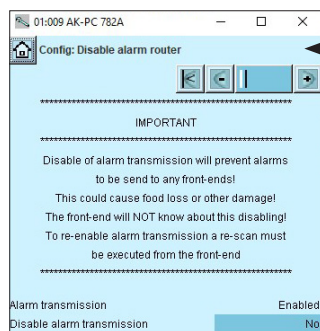 01:009 AK-PC 782A
Config: Disable alarm router
************************************************************
IMPORTANT
************************************************************
Disable of alarm transmission will prevent alarms
to be send to any front-ends!
This could cause food loss or other damage!
The front-end will NOT know about this disabling!
To re-enable alarm transmission a re-scan must
be executed from the front-end
************************************************************
Alarm transmission Enabled
Disable alarm transmission No